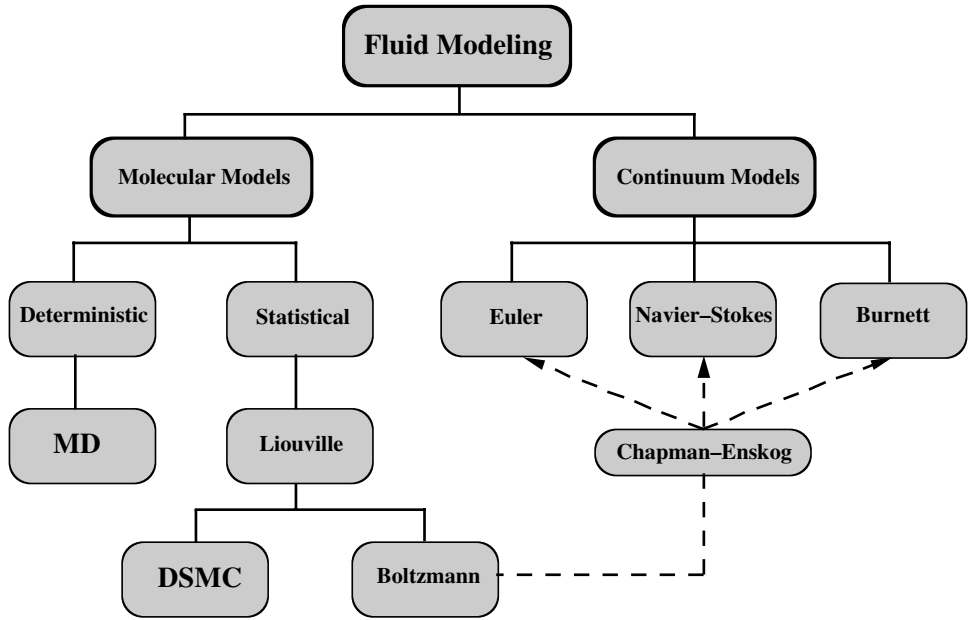 Fluid Modeling
Molecular Models
Continuum Models
Deterministic
Statistical
Euler
Navier–Stokes
Burnett
MD
Liouville
Chapman–Enskog
DSMC
Boltzmann